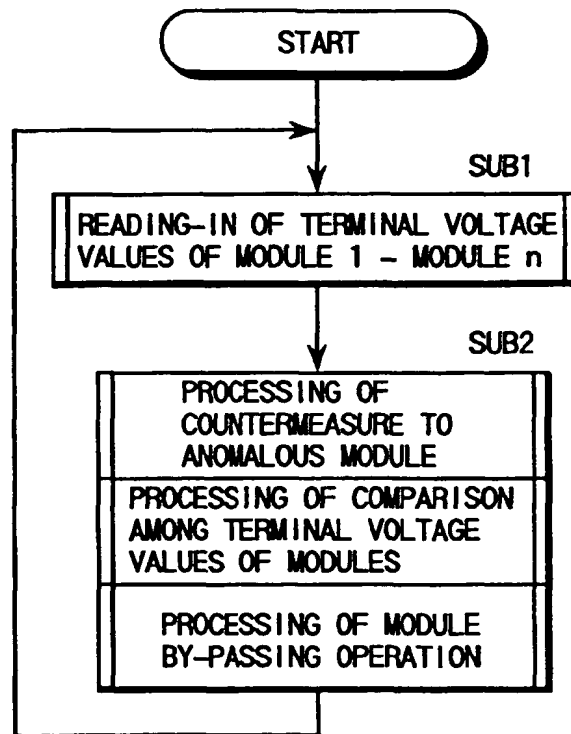 START
SUB1
READING-IN OF TERMINAL VOLTAGE
VALUES OF MODULE 1 - MODULE n
SUB2
PROCESSING OF
COUNTERMEASURE TO
ANOMALOUS MODULE
PROCESSING OF COMPARISON
AMONG TERMINAL VOLTAGE
VALUES OF MODULES
PROCESSING OF MODULE
BY-PASSING OPERATION